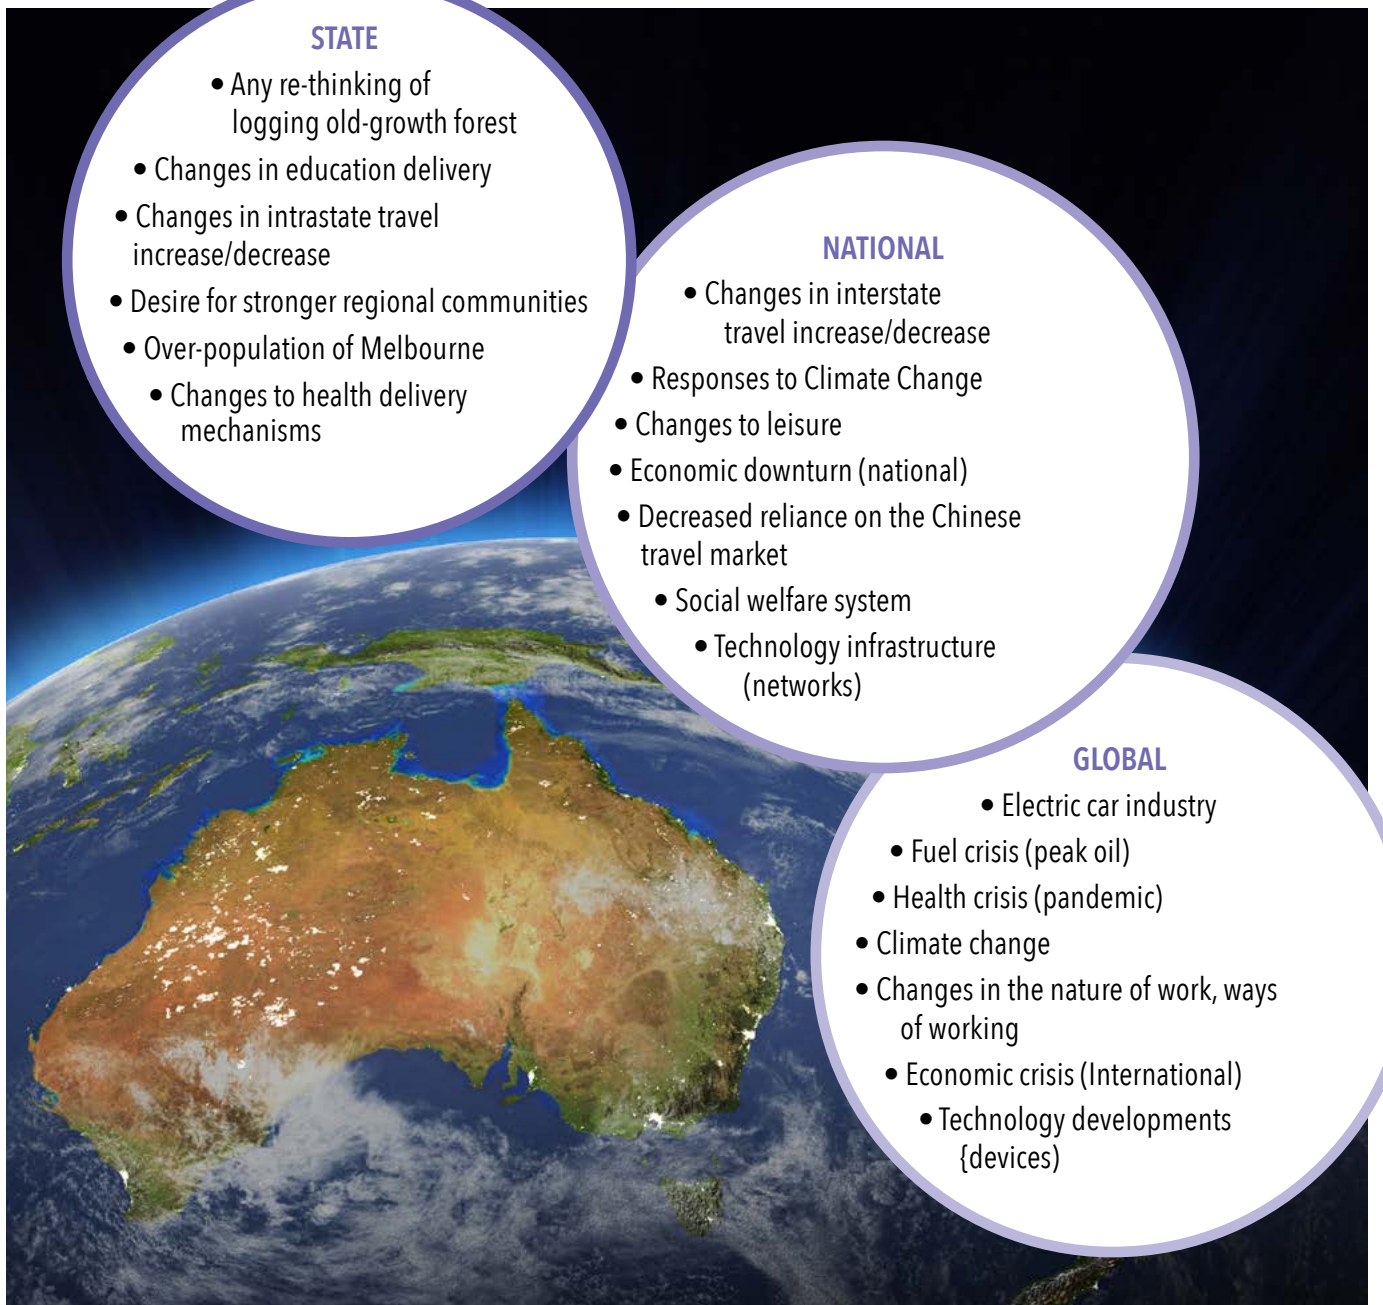 STATE
• Any re-thinking of
logging old-growth forest
• Changes in education delivery
• Changes in intrastate travel
increase/decrease
• Desire for stronger regional communities
• Over-population of Melbourne
• Changes to health delivery
mechanisms
NATIONAL
• Changes in interstate
travel increase/decrease
• Responses to Climate Change
• Changes to leisure
• Economic downturn (national)
• Decreased reliance on the Chinese
travel market
• Social welfare system
• Technology infrastructure
(networks)
GLOBAL
• Electric car industry
• Fuel crisis (peak oil)
• Health crisis (pandemic)
• Climate change
• Changes in the nature of work, ways
of working
• Economic crisis (International)
• Technology developments
{devices)